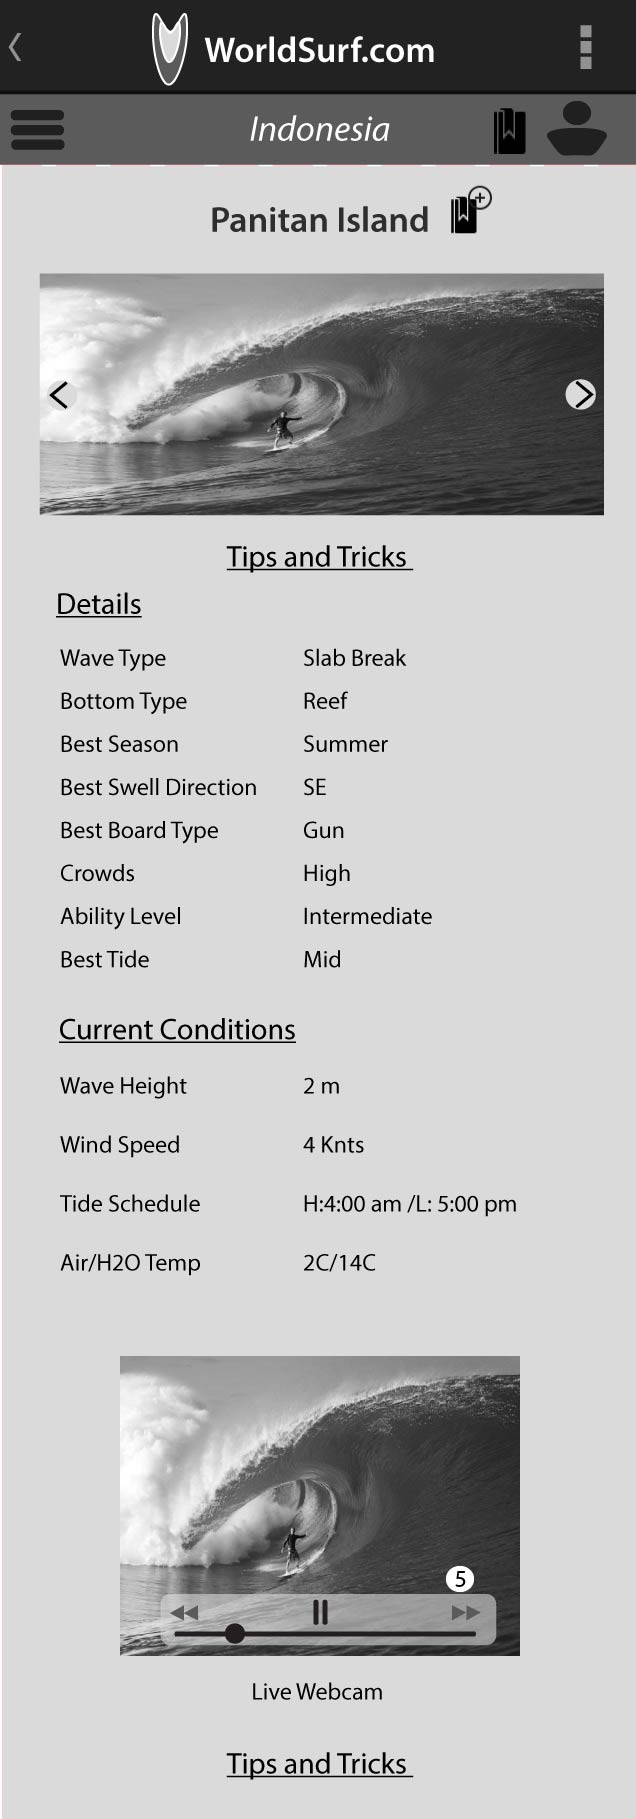 WorldSurf.com
Indonesia
Panitan Island
Tips and Tricks
Details
Wave Type Slab Break
Bottom Type Reef
Best Season Summer
Best Swell Direction SE
Best Board Type Gun
Crowds High
Ability Level Intermediate
Best Tide Mid
Current Conditions
Wave Height 2 m
Wind Speed 4 Knts
Tide Schedule H:4:00 am /L: 5:00 pm
Air/H2O Temp 2C/14C
5
Live Webcam
Tips and Tricks